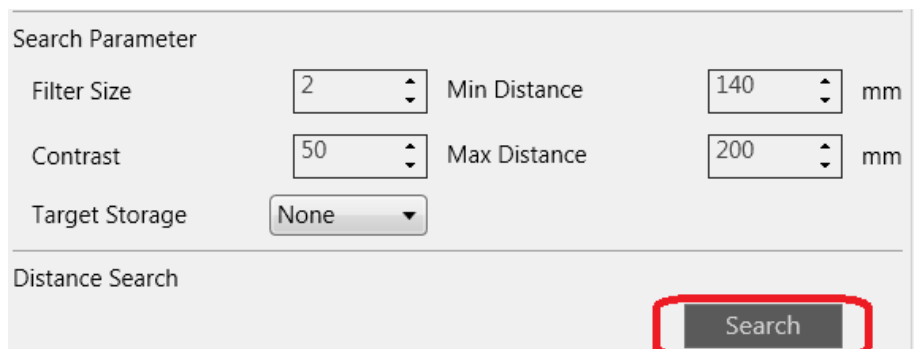 Search Parameter
Filter Size 2 Min Distance 140 mm
Contrast 50 Max Distance 200 mm
Target Storage None
Distance Search
Search